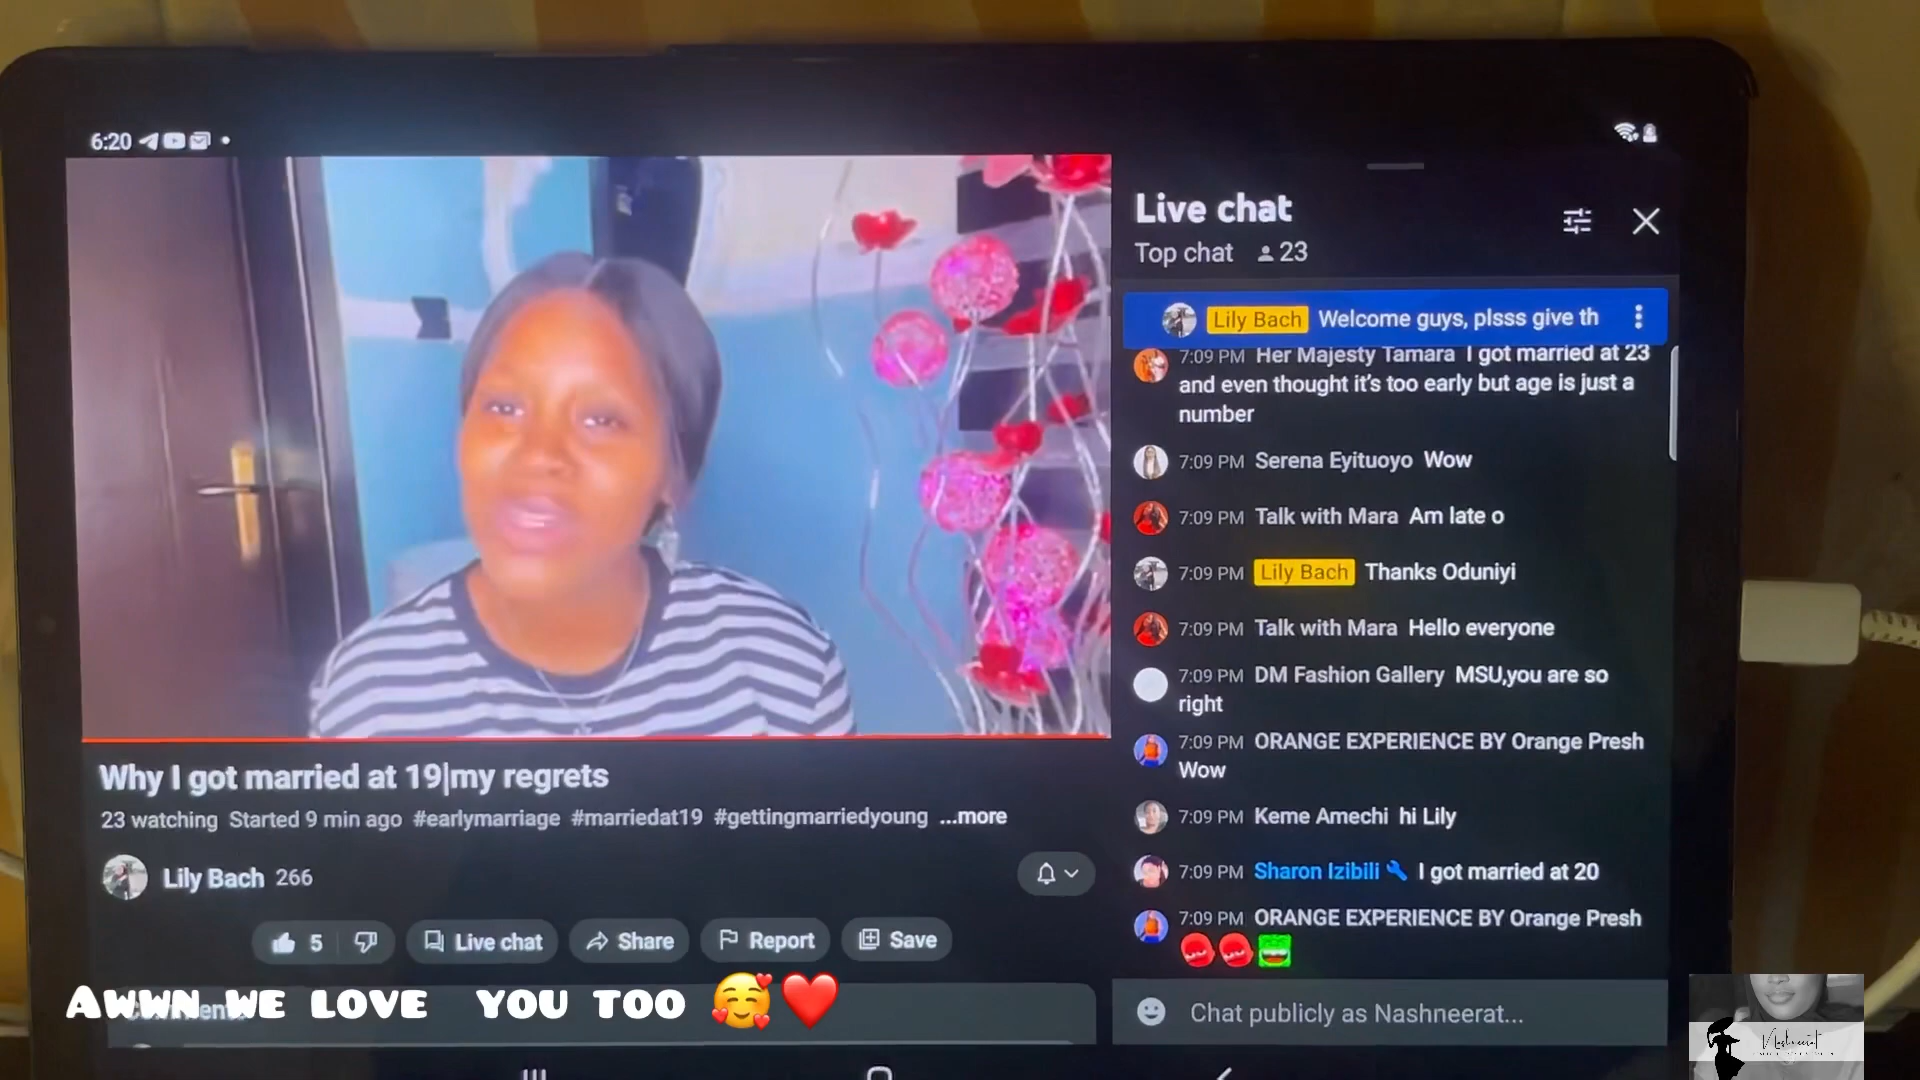 6:20
Live chat
Top chat 23
Lily Bach Welcome guys, plsss give th
7:09 PM Her Majesty Tamara I got married at 23
and even thought it's too early but age is just a
number
7:09 PM Serena Eyituoyo Wow
7:09 PM Talk with Mara Am late o
7:09 PM Lily Bach Thanks Oduniyi
7:09 PM Talk with Mara Hello everyone
7:09 PM DM Fashion Gallery MSU,you are so
right
7:09 PM ORANGE EXPERIENCE BY Orange Presh
Wow
7:09 PM Keme Amechi hi Lily
7:09 PM Sharon Izibili I got married at 20
7:09 PM ORANGE EXPERIENCE BY Orange Presh
Chat publicly as Nashneerat...
Why I got married at 19|my regrets
23 watching Started 9 min ago #earlymarriage #marriedat19 #gettingmarriedyoung ...more
Lily Bach 266
5 Live chat Share Report Save
Awwn we love you too 🥰❤️
Nashneerat